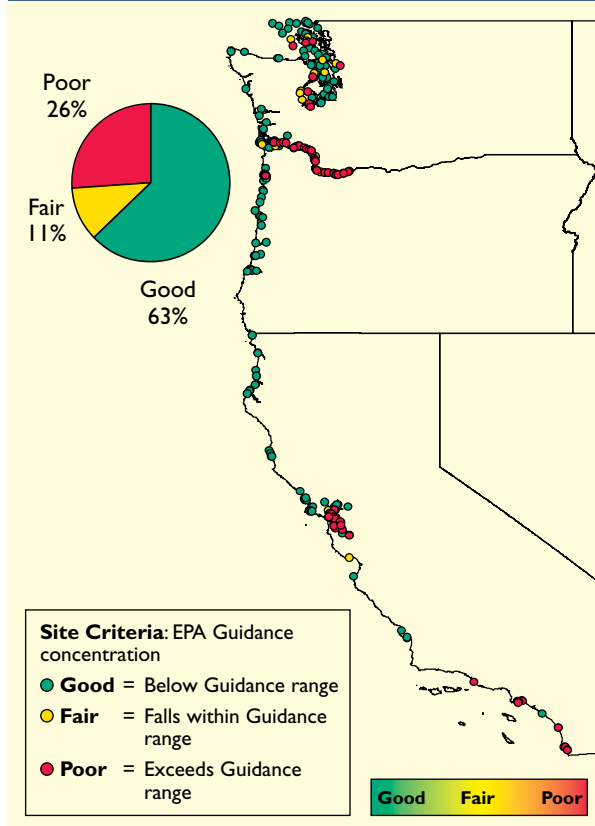 Poor
26%
Fair
11%
Good
63%
Site Criteria: EPA Guidance
concentration
Good = Below Guidance range
Fair = Falls within Guidance
range
Poor = Exceeds Guidance
range
Good Fair Poor